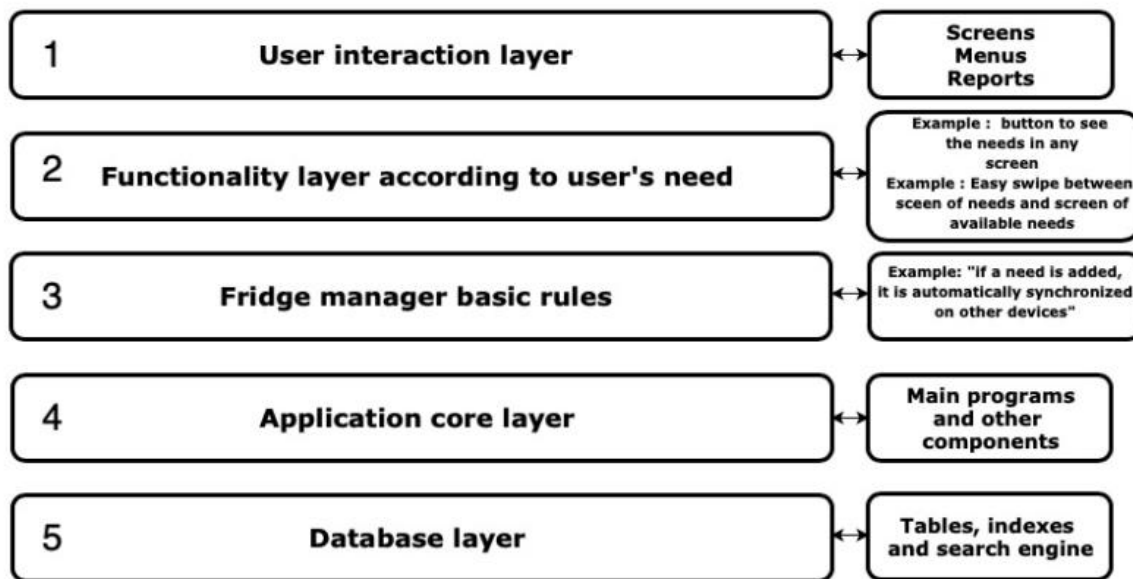 1
User interaction layer
Screens
Menus
Reports
2
Functionality layer according to user's need
Example : button to see
the needs in any
screen
Example : Easy swipe between
sceen of needs and screen of
available needs
3
Fridge manager basic rules
Example: "if a need is added,
it is automatically synchronized
on other devices"
4
Application core layer
Main programs
and other
components
5
Database layer
Tables, indexes
and search engine